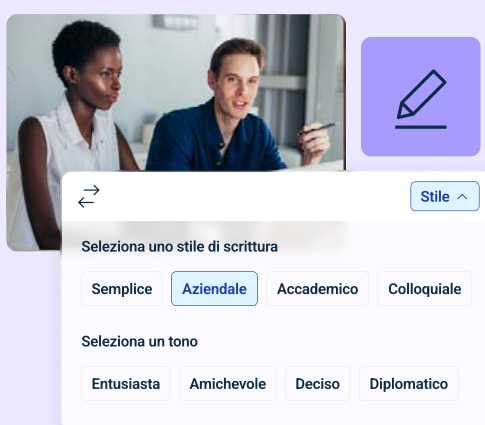 Stile
Seleziona uno stile di scrittura
Semplice Aziendale Accademico Colloquiale
Seleziona un tono
Entusiasta Amichevole Deciso Diplomatico